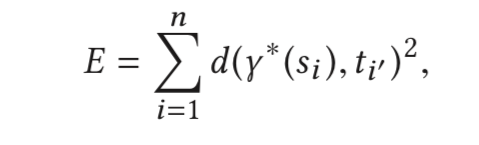 E = \sum_{i=1}^{n} d(\gamma^*(s_i), t_{i'})^2,